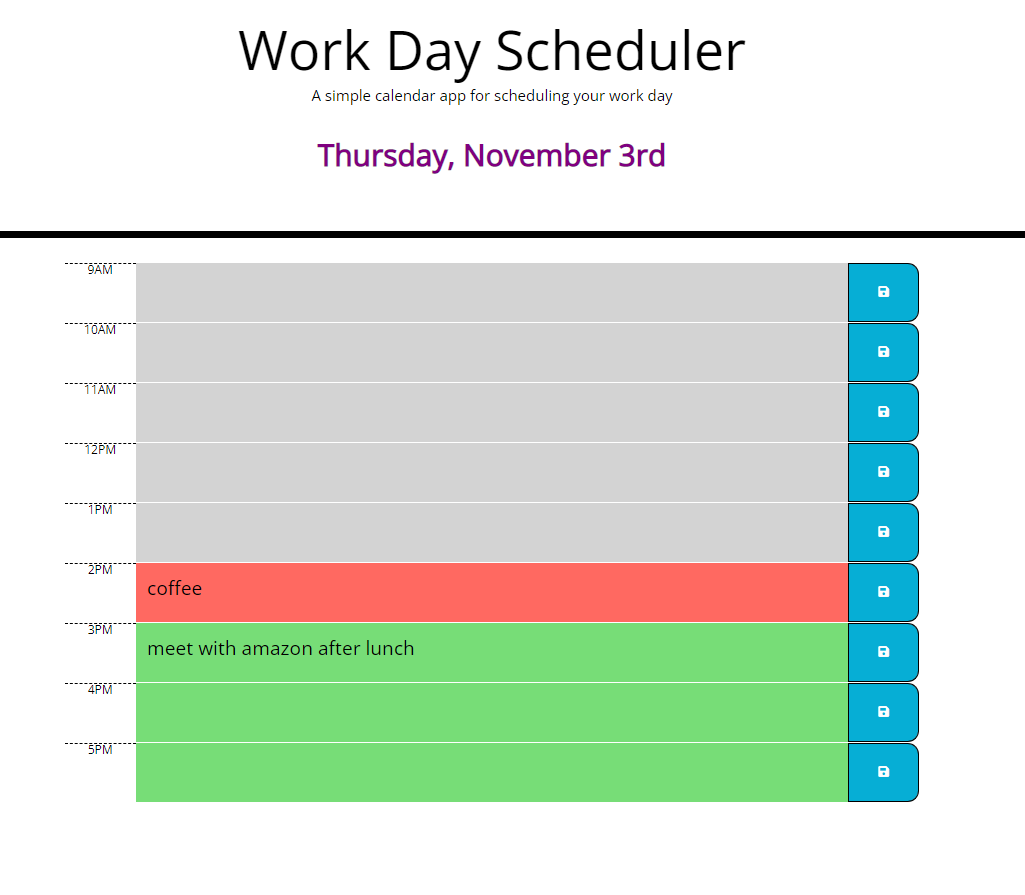 Work Day Scheduler
A simple calendar app for scheduling your work day
Thursday, November 3rd
9AM
10AM
11AM
12PM
1PM
2PM
coffee
3PM
meet with amazon after lunch
4PM
5PM